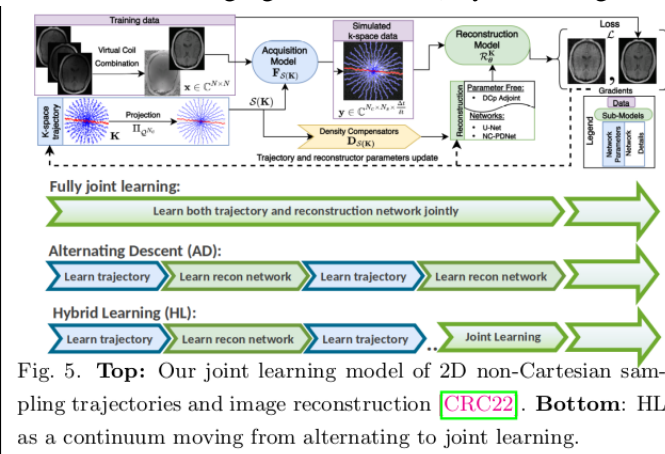 Training data
Virtual Coil
Combination
x ∈ ℂ^{N×N}
Acquisition
Model
F_{S(K)}
Simulated
k-space data
y ∈
Reconstruction
Model
R_θ^K
Loss
ℒ
,
K-space
trajectory
K
Projection
S(K)
Density Compensators
D_{S(K)}
Reconstruction
Parameter Free:
• DCp Adjoint
Networks:
• U-Net
• NC-PDNet
Gradients
Legend
Data
Sub-Models
Network
Parameters
Network
Details
Trajectory and reconstructor parameters update
Fully joint learning:
Learn both trajectory and reconstruction network jointly
Alternating Descent (AD):
Learn trajectory Learn recon network Learn trajectory Learn recon network
Hybrid Learning (HL):
Learn trajectory Learn recon network Learn trajectory .. Joint Learning
Fig. 5. Top: Our joint learning model of 2D non-Cartesian sam-
pling trajectories and image reconstruction [CRC22]. Bottom: HL
as a continuum moving from alternating to joint learning.